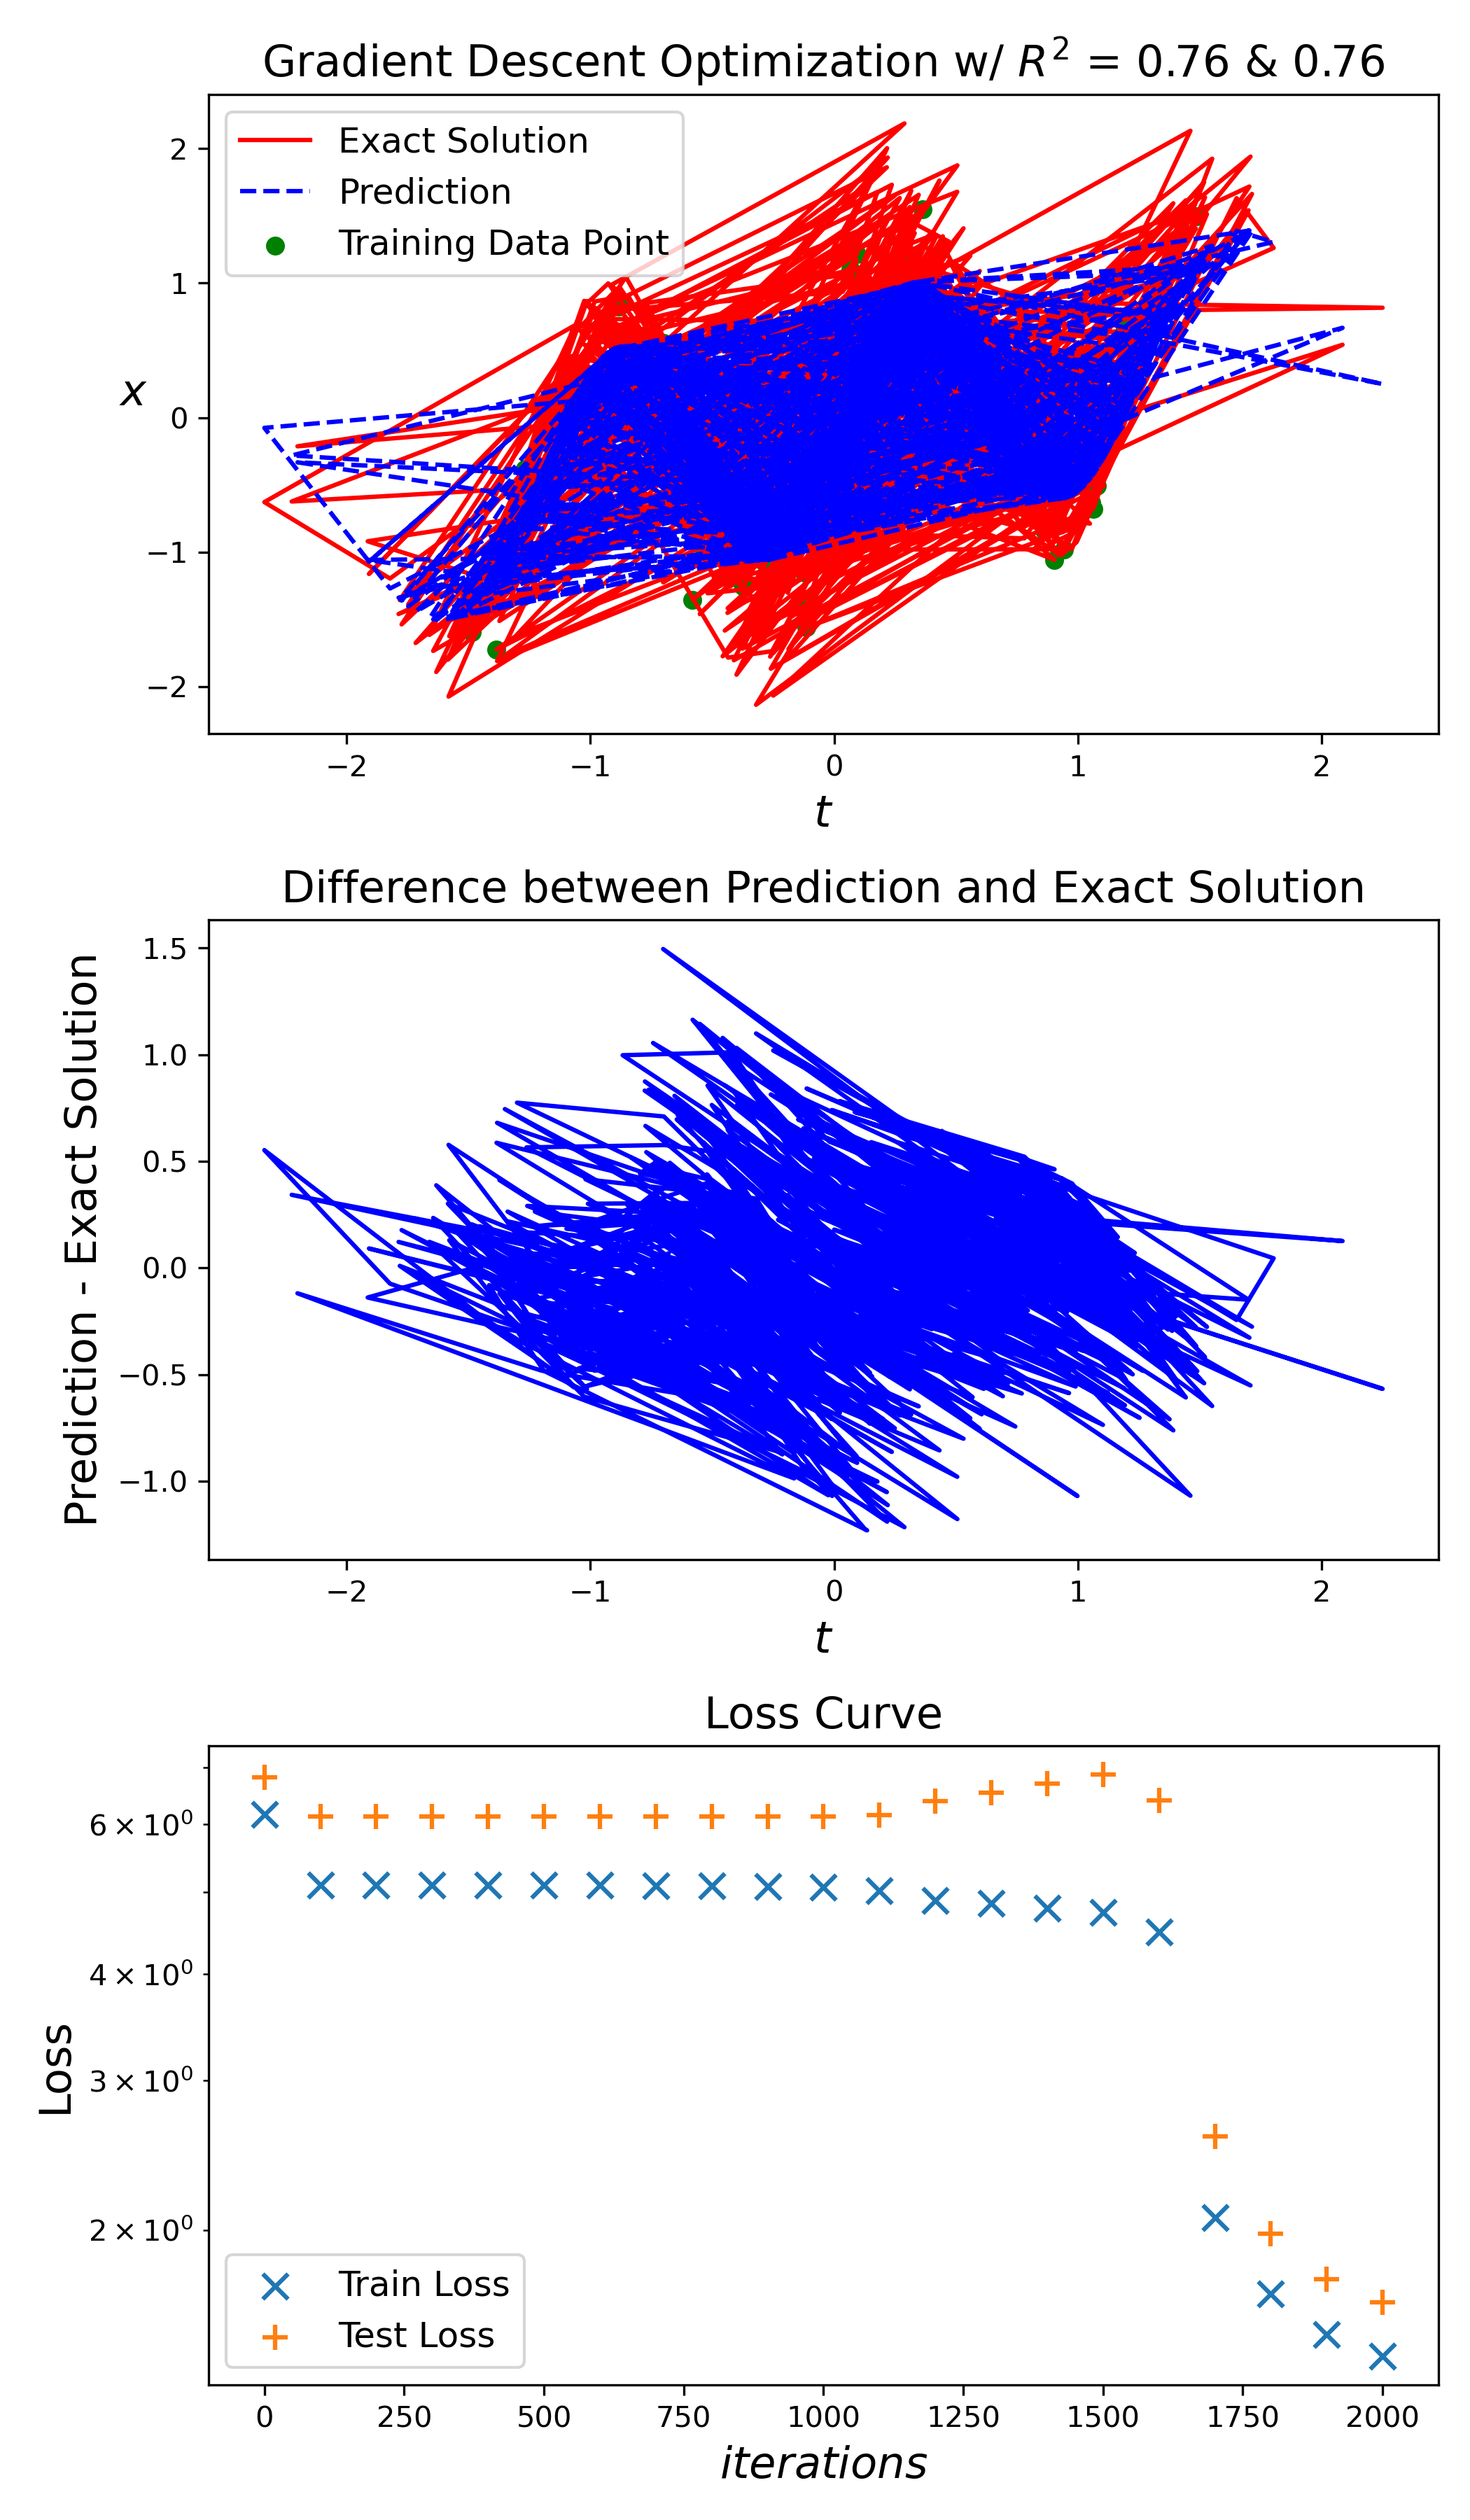 Gradient Descent Optimization w/ R² = 0.76 & 0.76
Exact Solution
Prediction
Training Data Point
2
1
0
−1
−2
x
−2 −1 0 1 2
t
Difference between Prediction and Exact Solution
1.5
1.0
0.5
0.0
−0.5
−1.0
Prediction - Exact Solution
−2 −1 0 1 2
t
Loss Curve
6 × 10⁰
4 × 10⁰
3 × 10⁰
2 × 10⁰
Loss
Train Loss
Test Loss
0 250 500 750 1000 1250 1500 1750 2000
iterations